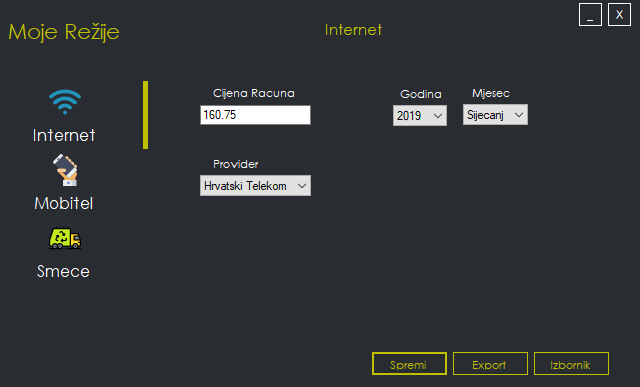 Moje Režije
Internet
_ X
Internet
Mobitel
Smece
Cijena Racuna
160.75
Godina
2019
Mjesec
Sijecanj
Provider
Hrvatski Telekom
Spremi
Export
Izbornik